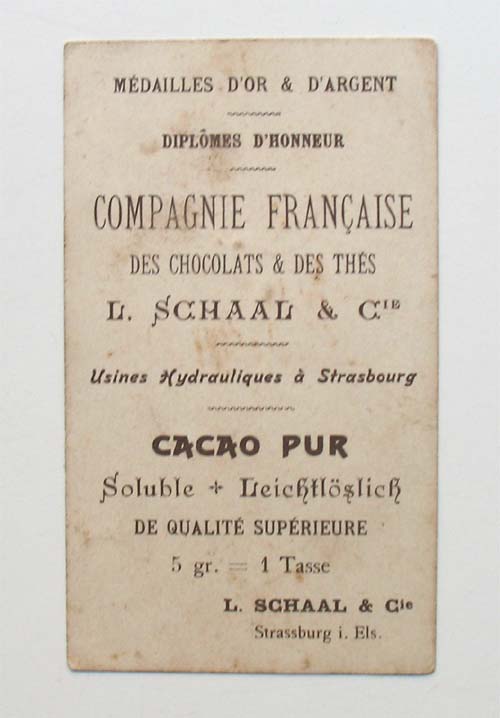 MÉDAILLES D'OR & D'ARGENT
DIPLÔMES D'HONNEUR
COMPAGNIE FRANÇAISE
DES CHOCOLATS & DES THÉS
L. SCHAAL & CIE
Usines Hydrauliques à Strasbourg
CACAO PUR
Soluble + Leichtlöslich
DE QUALITÉ SUPÉRIEURE
5 gr. = 1 Tasse
L. SCHAAL & Cie
Strassburg i. Els.